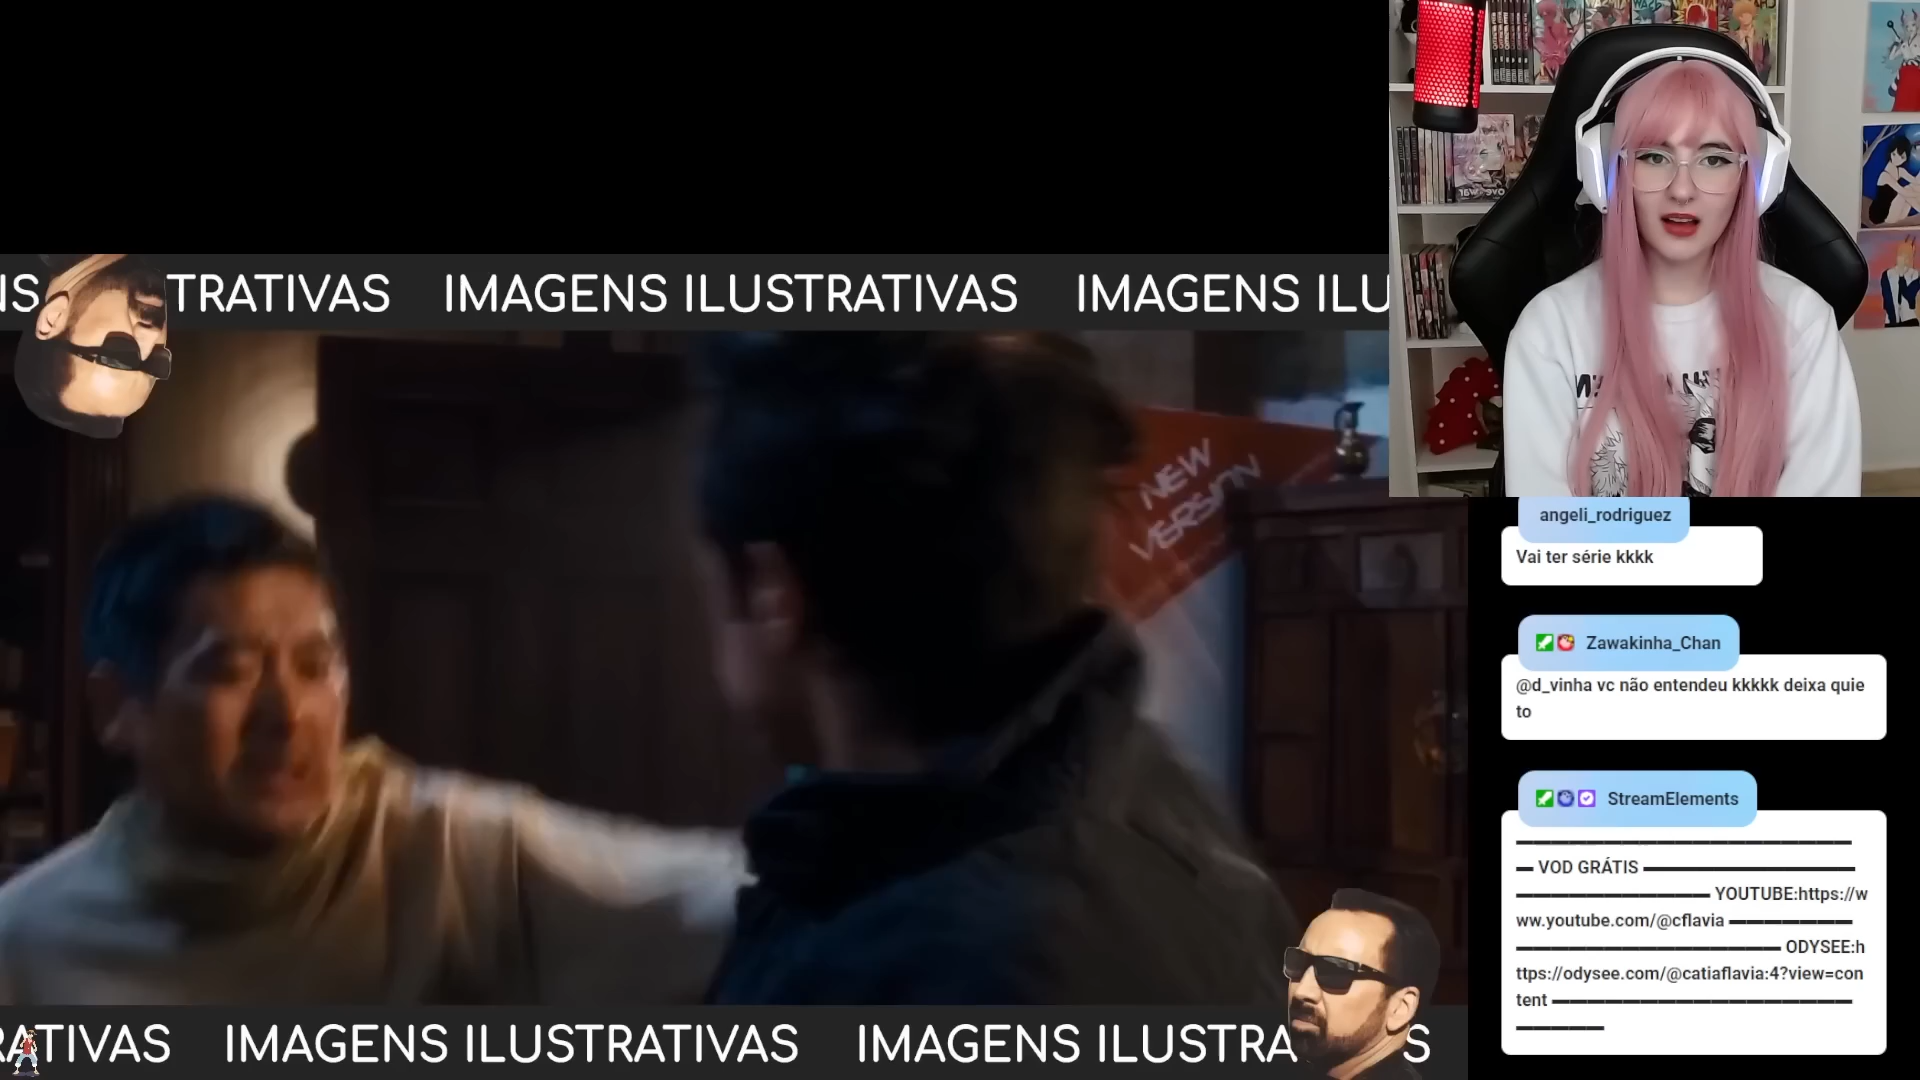 NS TRATIVAS IMAGENS ILUSTRATIVAS IMAGENS ILU
NEW
VERSION
angeli_rodriguez
Vai ter série kkkk
Zawakinha_Chan
@d_vinha vc não entendeu kkkkk deixa quie
to
StreamElements
▬▬▬▬▬▬▬▬▬▬▬▬▬▬▬▬▬▬▬
▬ VOD GRÁTIS ▬▬▬▬▬▬▬▬▬▬▬▬
▬▬▬▬▬▬▬▬▬▬▬ YOUTUBE:https://w
ww.youtube.com/@cflavia ▬▬▬▬▬▬▬
▬▬▬▬▬▬▬▬▬▬▬▬▬▬▬ ODYSEE:h
ttps://odysee.com/@catiaflavia:4?view=con
tent ▬▬▬▬▬▬▬▬▬▬▬▬▬▬▬▬▬
▬▬▬▬▬
RATIVAS IMAGENS ILUSTRATIVAS IMAGENS ILUSTRA S